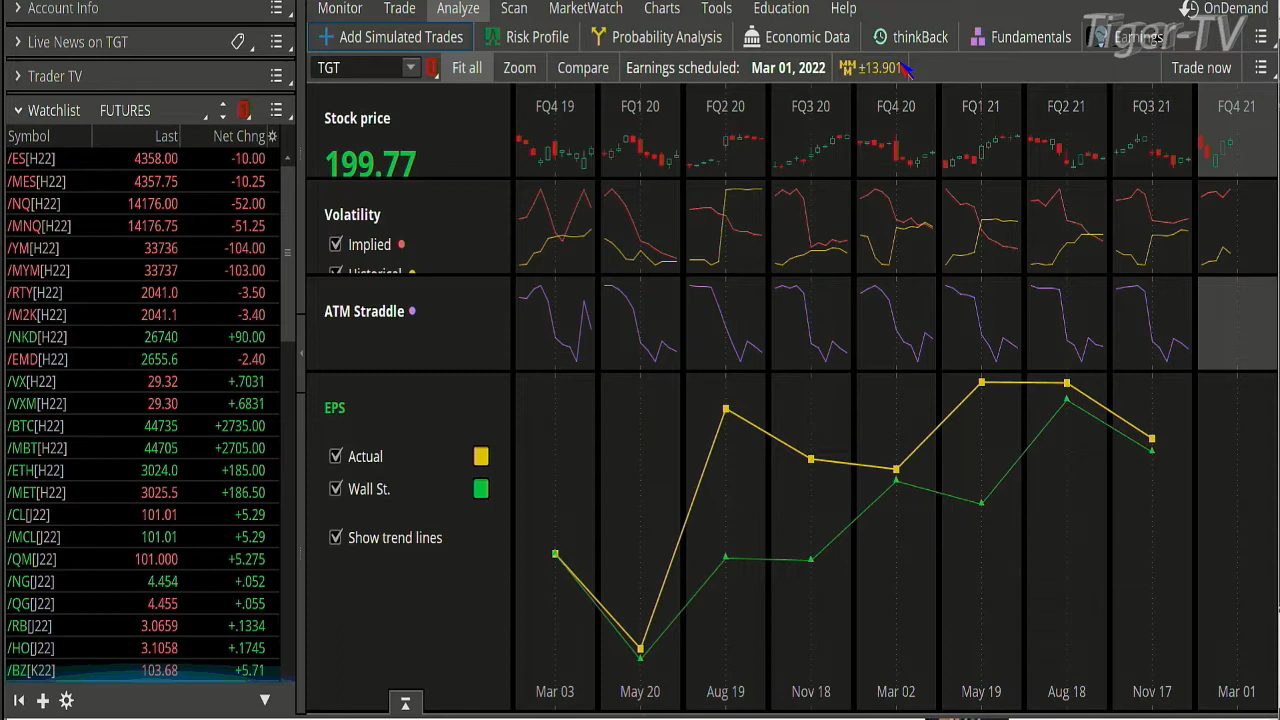 Account Info
Live News on TGT
Trader TV
Watchlist FUTURES
Symbol Last Net Chng
/ES[H22] 4358.00 -10.00
/MES[H22] 4357.75 -10.25
/NQ[H22] 14176.00 -52.00
/MNQ[H22] 14176.75 -51.25
/YM[H22] 33736 -104.00
/MYM[H22] 33737 -103.00
/RTY[H22] 2041.0 -3.50
/M2K[H22] 2041.1 -3.40
/NKD[H22] 26740 +90.00
/EMD[H22] 2655.6 -2.40
/VX[H22] 29.32 +.7031
/VXM[H22] 29.30 +.6831
/BTC[H22] 44735 +2735.00
/MBT[H22] 44705 +2705.00
/ETH[H22] 3024.0 +185.00
/MET[H22] 3025.5 +186.50
/CL[J22] 101.01 +5.29
/MCL[J22] 101.01 +5.29
/QM[J22] 101.000 +5.275
/NG[J22] 4.454 +.052
/QG[J22] 4.455 +.055
/RB[J22] 3.0659 +.1334
/HO[J22] 3.1058 +.1745
/BZ[K22] 103.68 +5.71
Monitor Trade Analyze Scan MarketWatch Charts Tools Education Help OnDemand
Tiger-TV
Add Simulated Trades Risk Profile Probability Analysis Economic Data thinkBack Fundamentals Earnings
TGT Fit all Zoom Compare Earnings scheduled: Mar 01, 2022 MMM ±13.901 Trade now
FQ4 19 FQ1 20 FQ2 20 FQ3 20 FQ4 20 FQ1 21 FQ2 21 FQ3 21 FQ4 21
Stock price
199.77
Volatility
Implied
Historical
ATM Straddle
EPS
Actual
Wall St.
Show trend lines
Mar 03 May 20 Aug 19 Nov 18 Mar 02 May 19 Aug 18 Nov 17 Mar 01